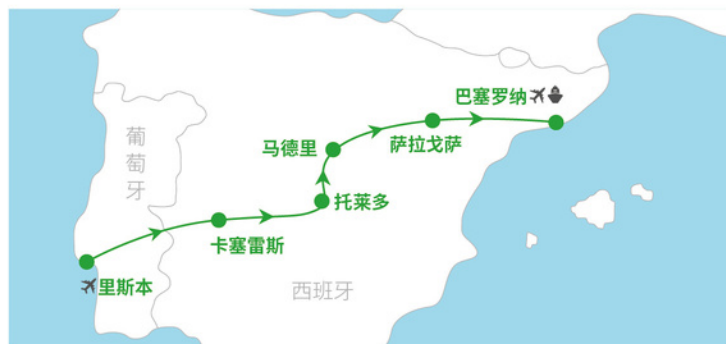 巴塞罗纳
葡萄牙
马德里
萨拉戈萨
托莱多
卡塞雷斯
里斯本
西班牙